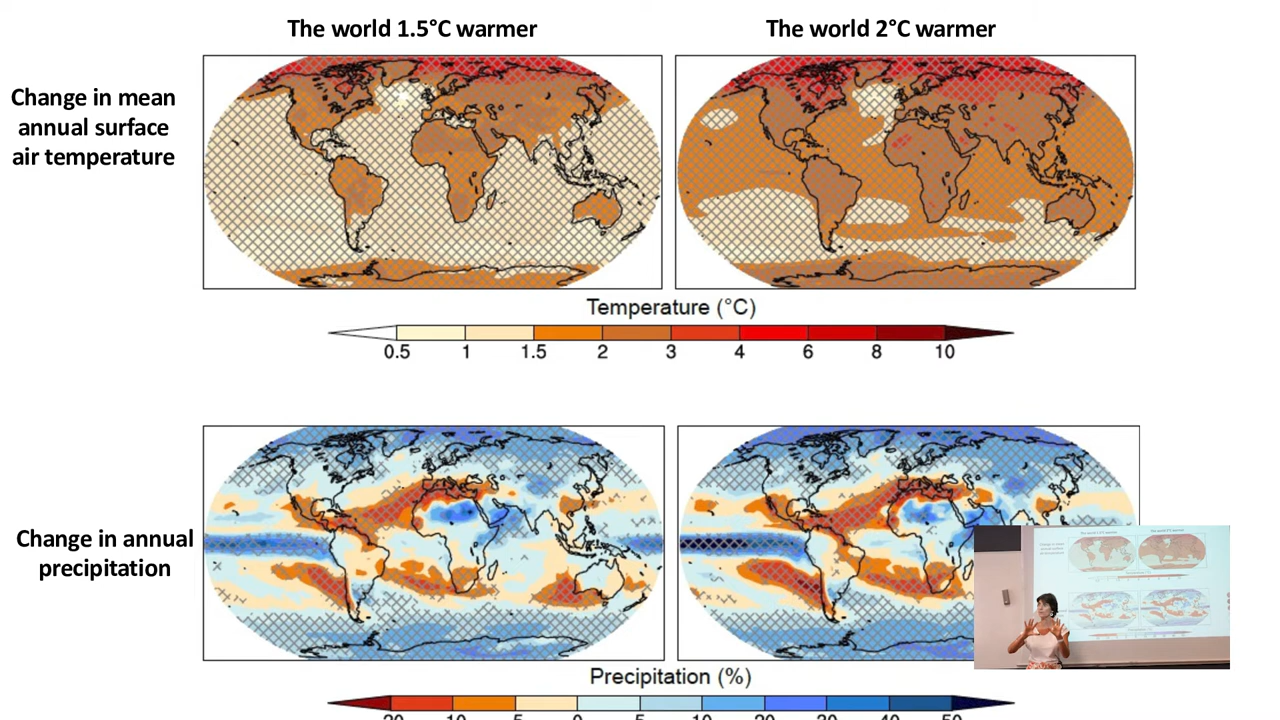 The world 1.5°C warmer
The world 2°C warmer
Change in mean
annual surface
air temperature
Temperature (°C)
0.5 1 1.5 2 3 4 6 8 10
Change in annual
precipitation
Precipitation (%)
20 10 5 0 5 10 20 30 40 50